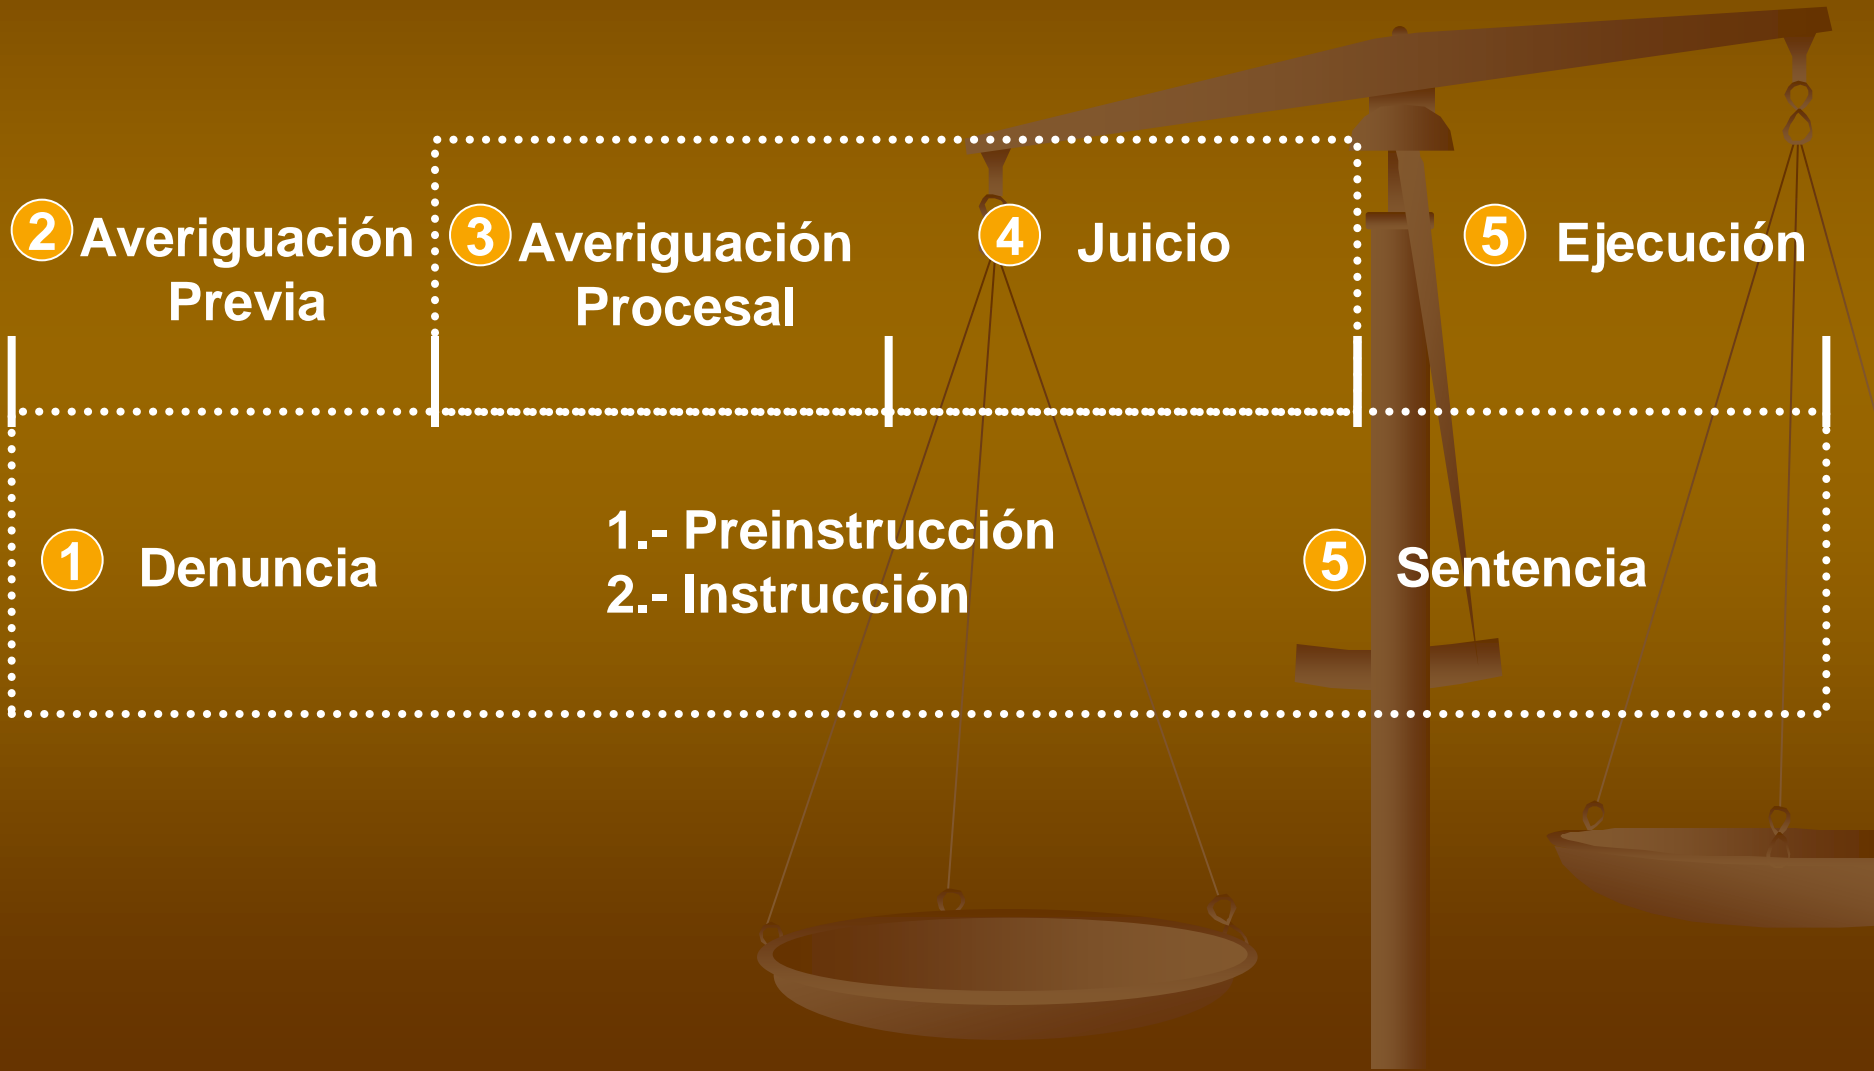 2 Averiguación
Previa
3 Averiguación
Procesal
4 Juicio
5 Ejecución
1 Denuncia
1.- Preinstrucción
2.- Instrucción
5 Sentencia